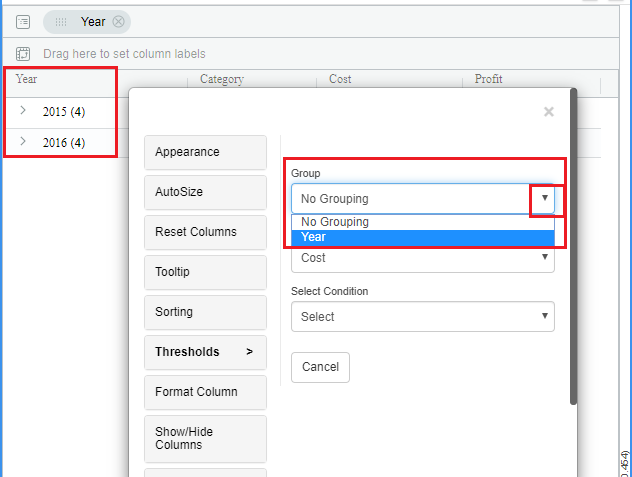 Year
Drag here to set column labels
Year Category Cost Profit
2015 (4)
2016 (4)
×
Appearance
AutoSize
Reset Columns
Tooltip
Sorting
Thresholds >
Format Column
Show/Hide
Columns
Group
No Grouping
No Grouping
Year
Cost
Select Condition
Select
Cancel
0.454)